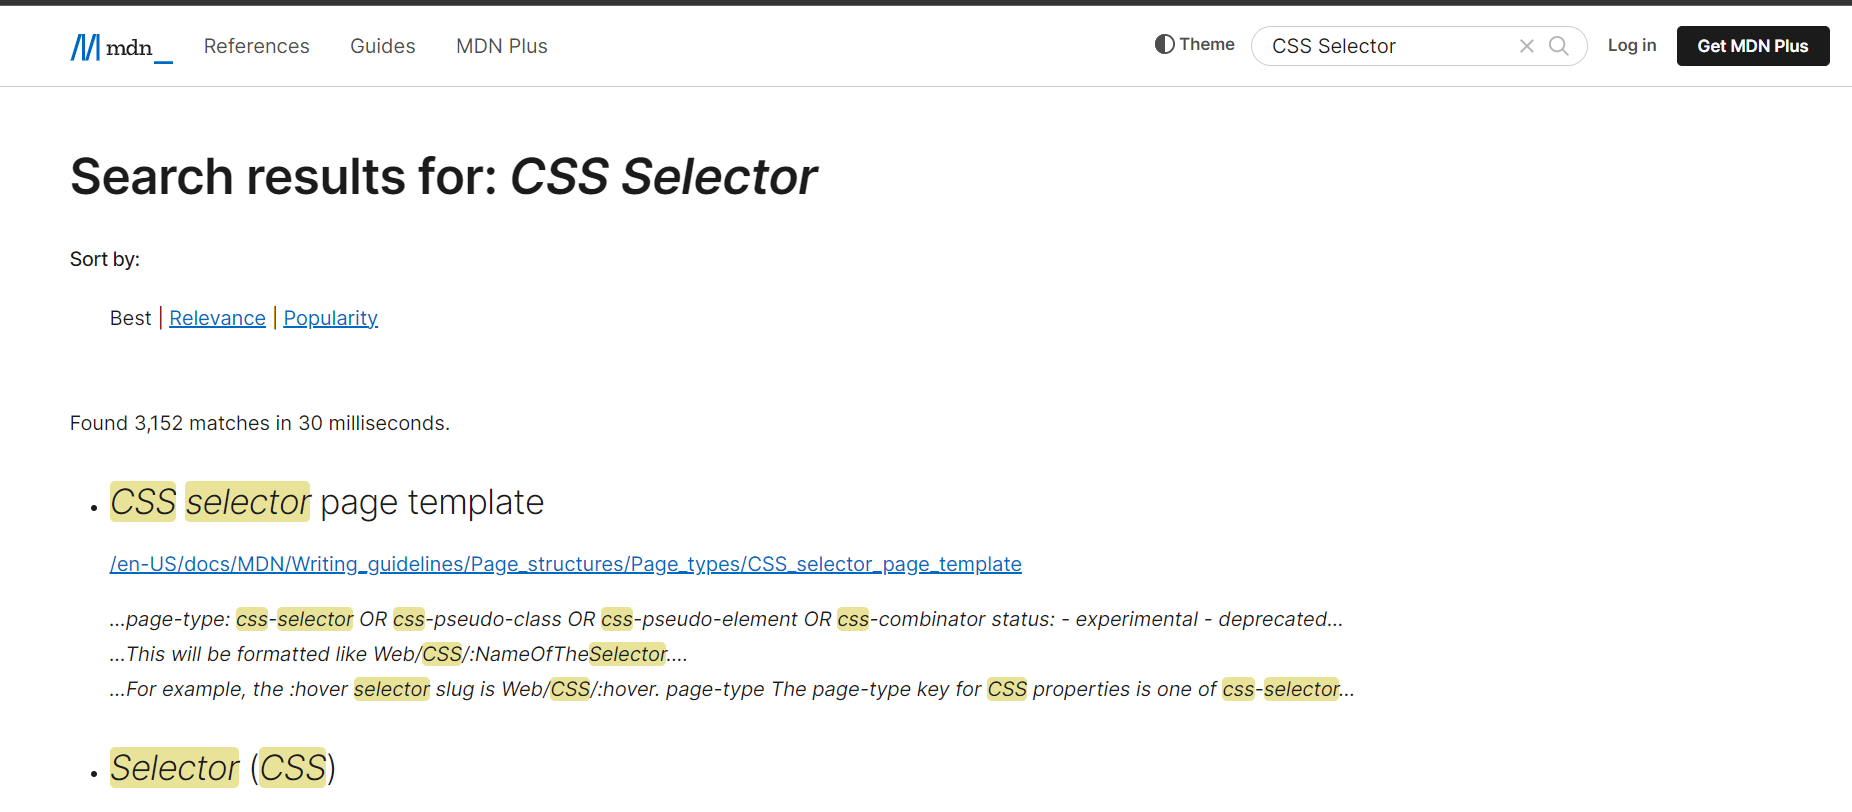 mdn_ References Guides MDN Plus Theme CSS Selector Log in Get MDN Plus
Search results for: CSS Selector
Sort by:
Best | Relevance | Popularity
Found 3,152 matches in 30 milliseconds.
• CSS selector page template
/en-US/docs/MDN/Writing_guidelines/Page_structures/Page_types/CSS_selector_page_template
…page-type: css-selector OR css-pseudo-class OR css-pseudo-element OR css-combinator status: - experimental - deprecated…
…This will be formatted like Web/CSS/:NameOfTheSelector.…
…For example, the :hover selector slug is Web/CSS/:hover. page-type The page-type key for CSS properties is one of css-selector…
• Selector (CSS)